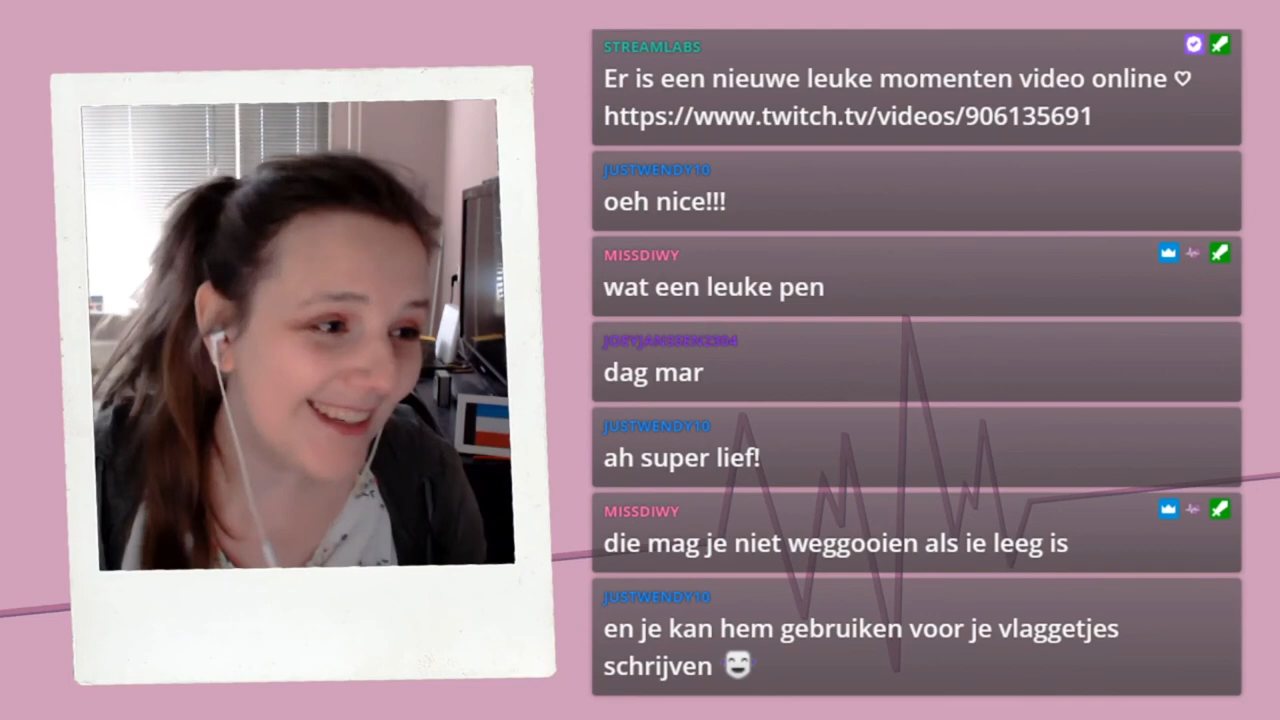 STREAMLABS
Er is een nieuwe leuke momenten video online ♡
https://www.twitch.tv/videos/906135691
JUSTWENDY10
oeh nice!!!
MISSDIWY
wat een leuke pen
JOEYJANSSEN2304
dag mar
JUSTWENDY10
ah super lief!
MISSDIWY
die mag je niet weggooien als ie leeg is
JUSTWENDY10
en je kan hem gebruiken voor je vlaggetjes
schrijven